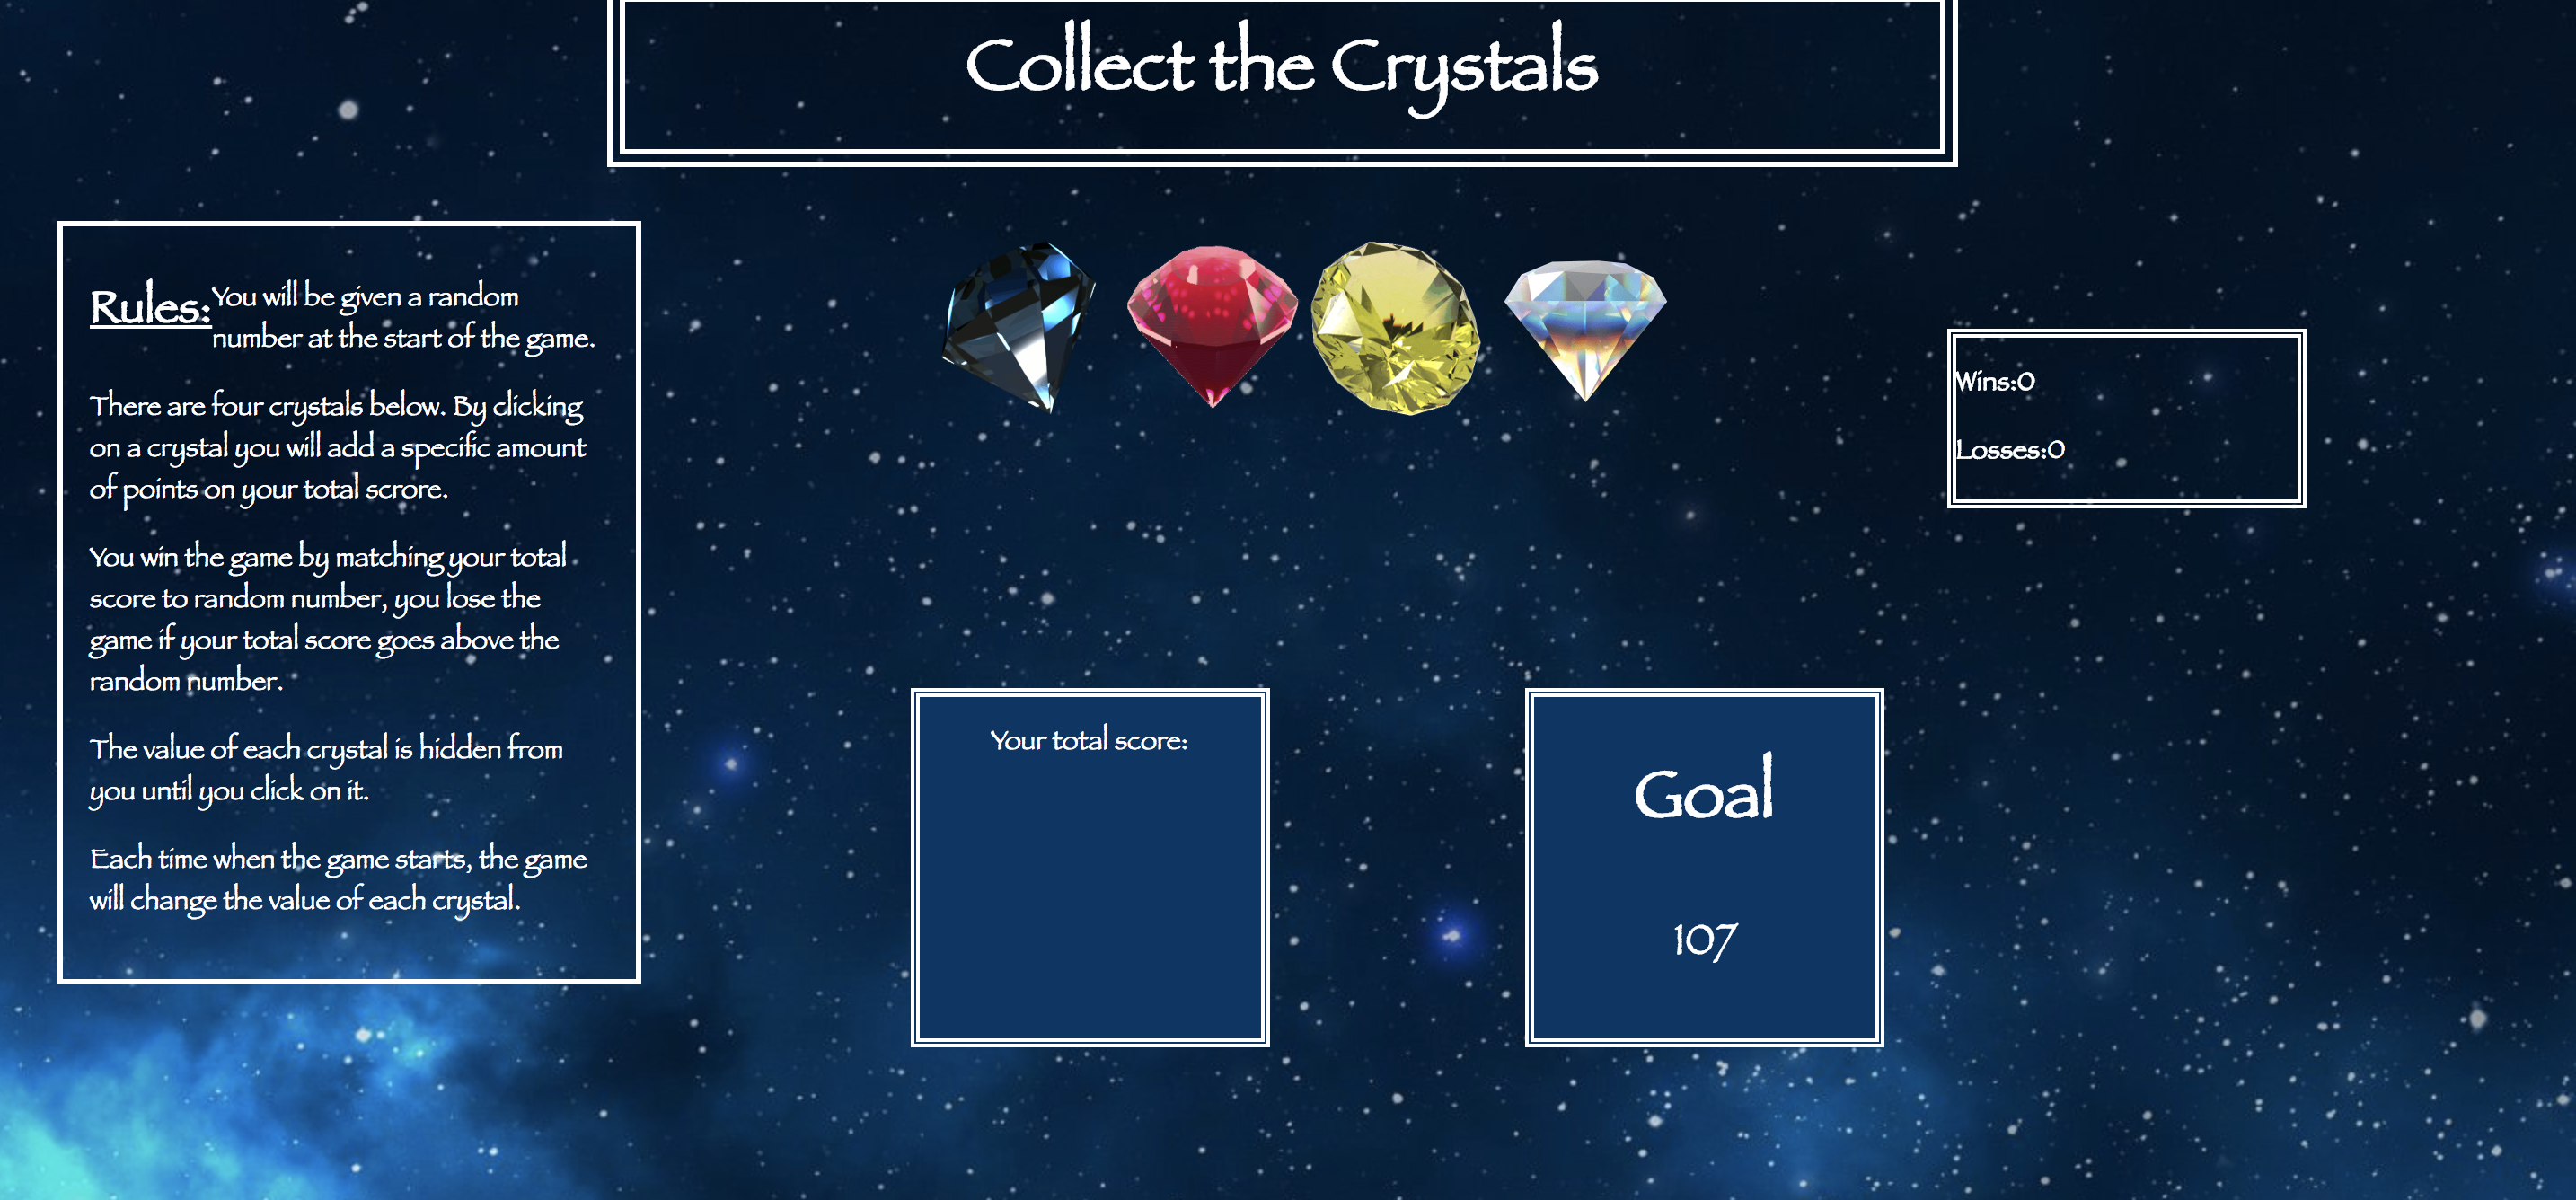 Collect the Crystals
Rules: You will be given a random
number at the start of the game.
There are four crystals below. By clicking
on a crystal you will add a specific amount
of points on your total scrore.
You win the game by matching your total
score to random number, you lose the
game if your total score goes above the
random number.
The value of each crystal is hidden from
you until you click on it.
Each time when the game starts, the game
will change the value of each crystal.
Wins:0
Losses:0
Your total score:
Goal
107